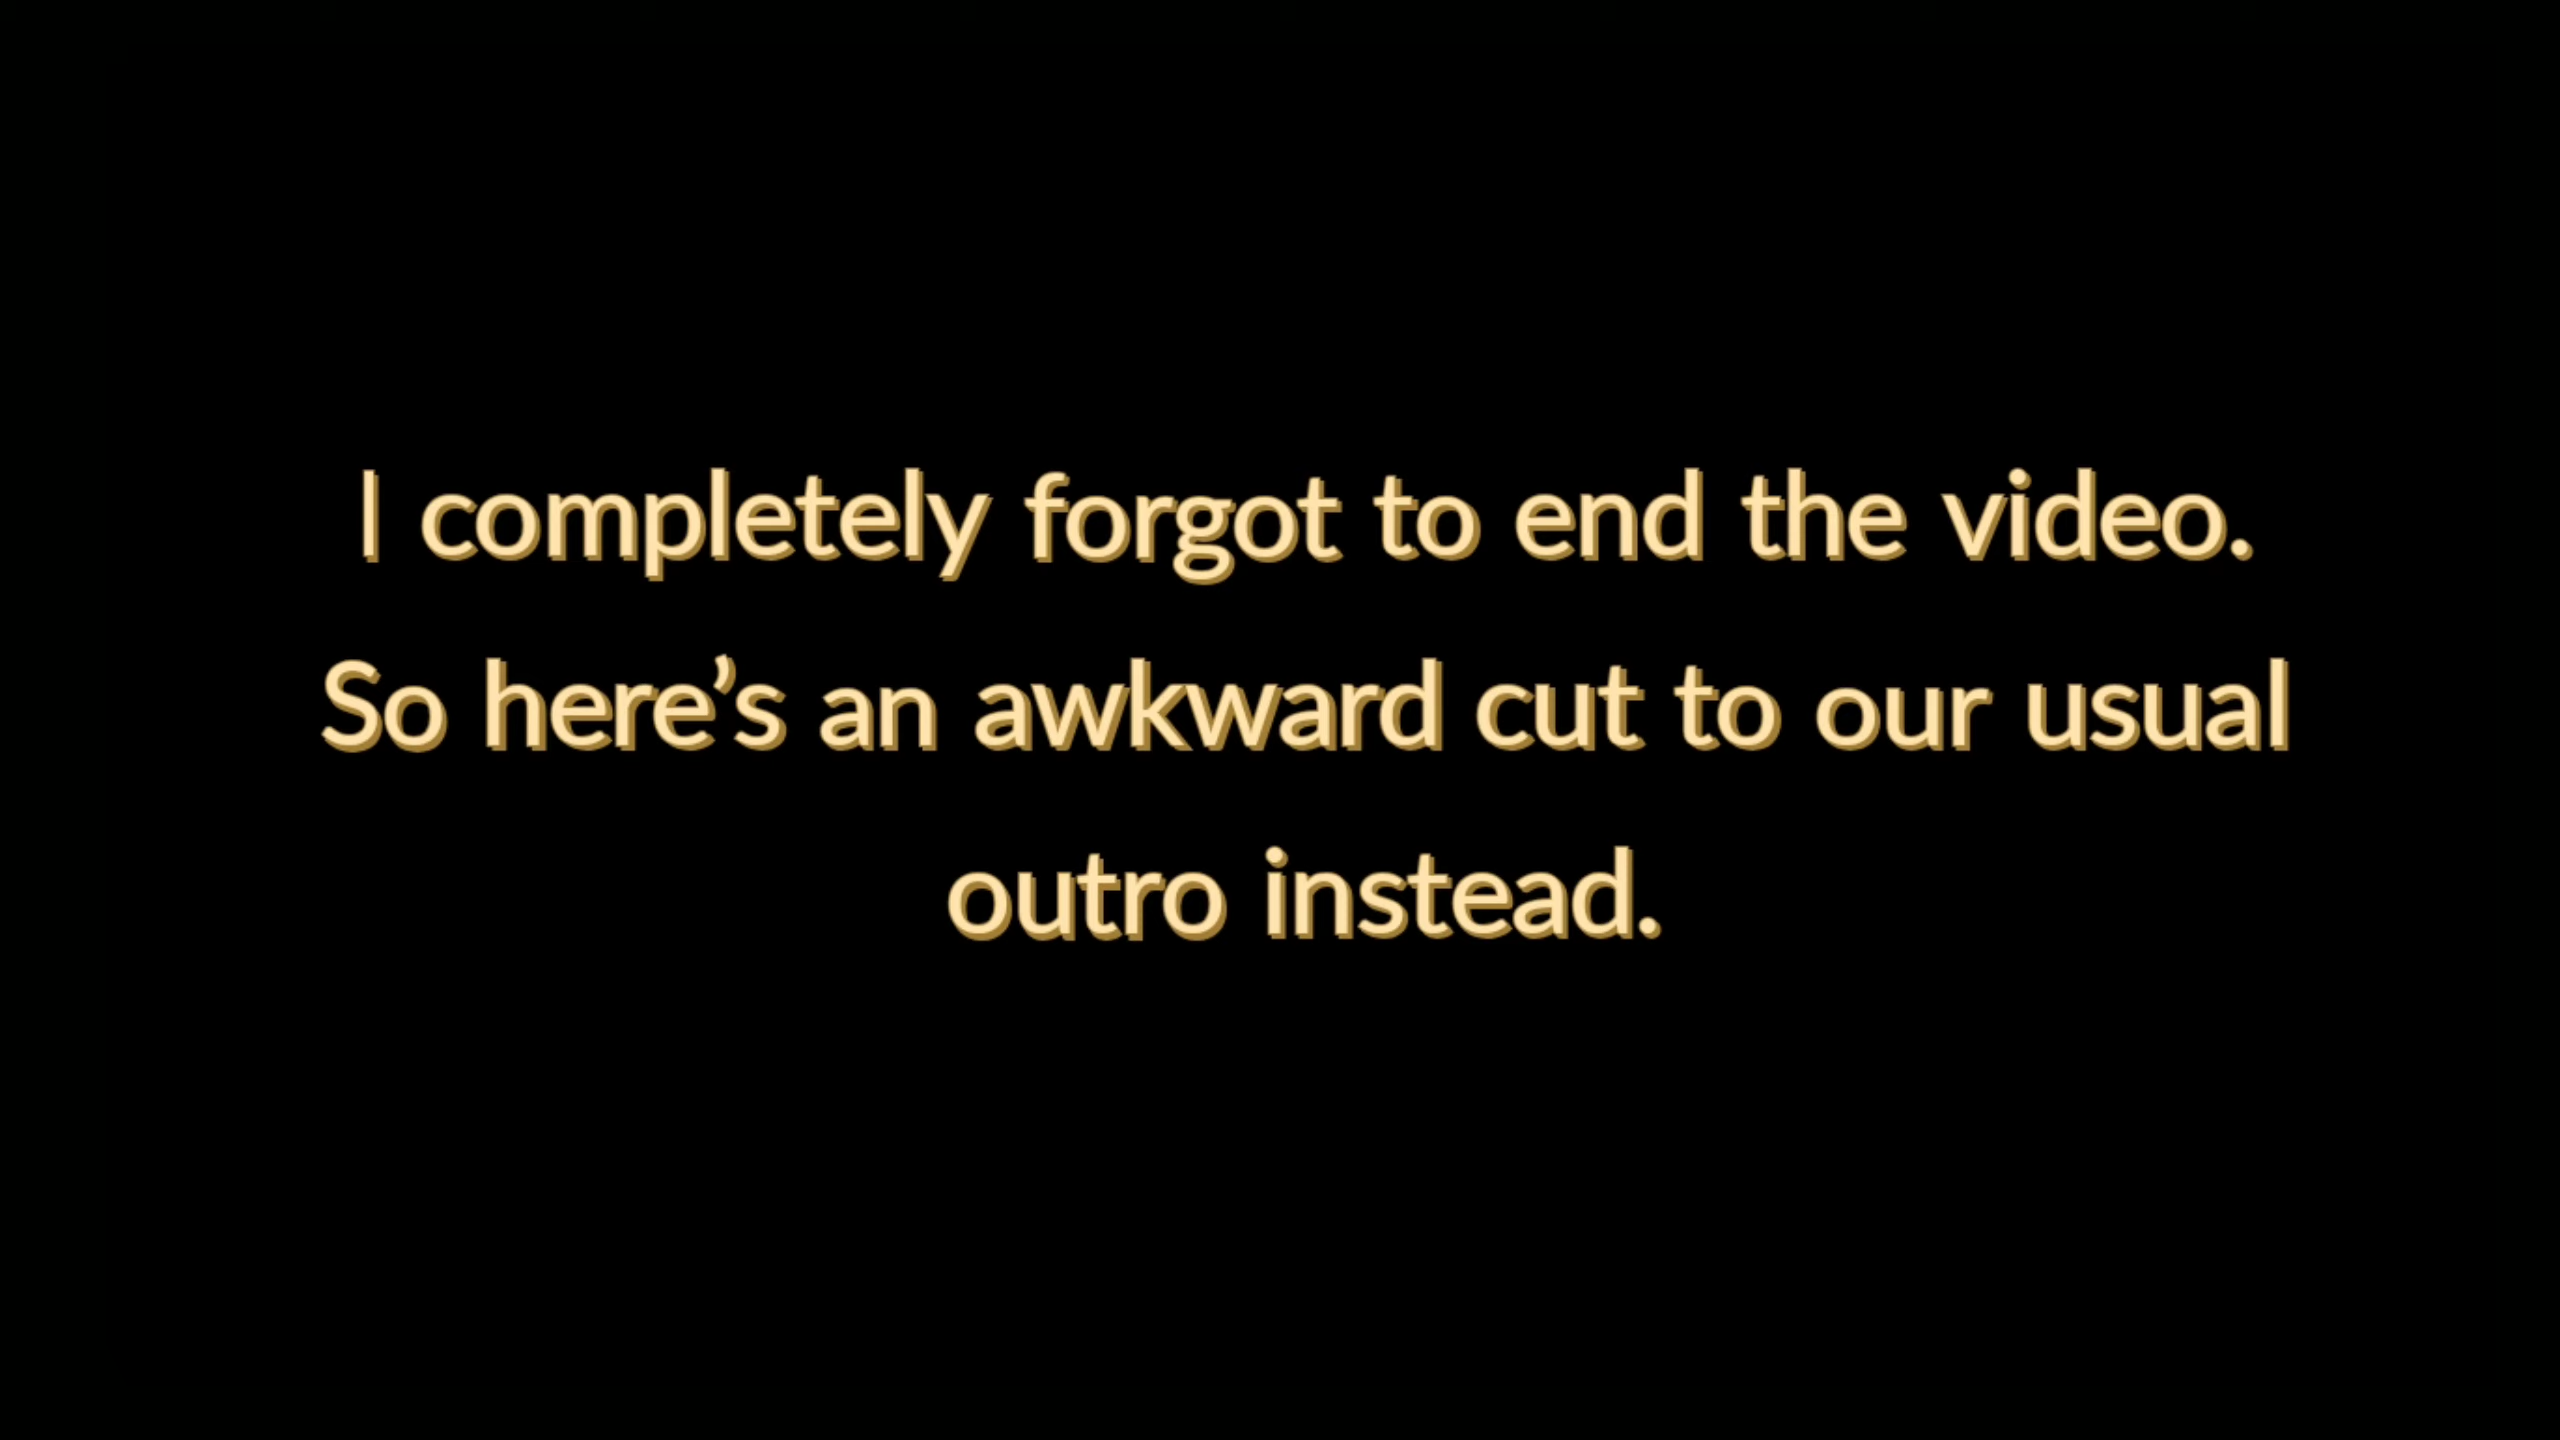 I completely forgot to end the video.
So here’s an awkward cut to our usual
outro instead.